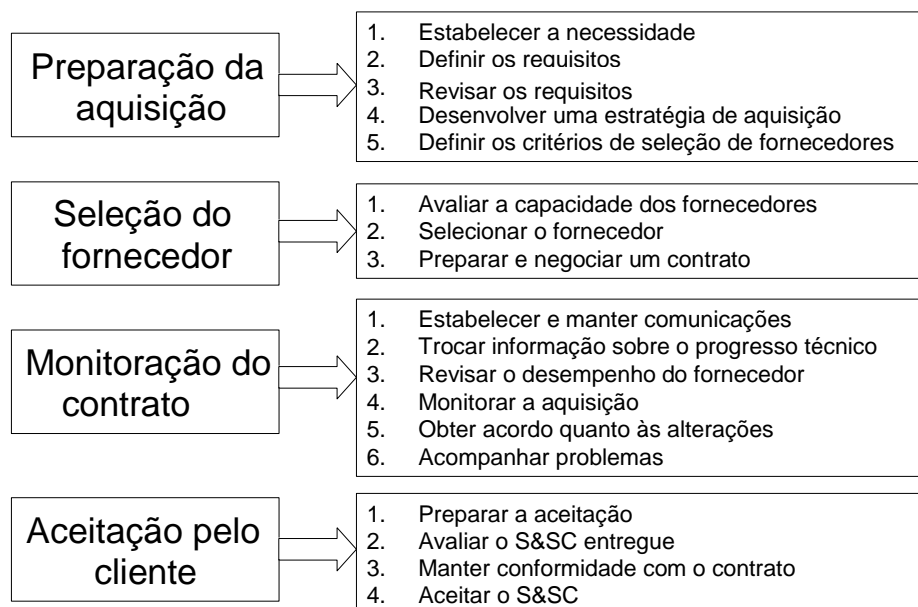 Preparação da
aquisição
1. Estabelecer a necessidade
2. Definir os requisitos
3. Revisar os requisitos
4. Desenvolver uma estratégia de aquisição
5. Definir os critérios de seleção de fornecedores
Seleção do
fornecedor
1. Avaliar a capacidade dos fornecedores
2. Selecionar o fornecedor
3. Preparar e negociar um contrato
Monitoração do
contrato
1. Estabelecer e manter comunicações
2. Trocar informação sobre o progresso técnico
3. Revisar o desempenho do fornecedor
4. Monitorar a aquisição
5. Obter acordo quanto às alterações
6. Acompanhar problemas
Aceitação pelo
cliente
1. Preparar a aceitação
2. Avaliar o S&SC entregue
3. Manter conformidade com o contrato
4. Aceitar o S&SC